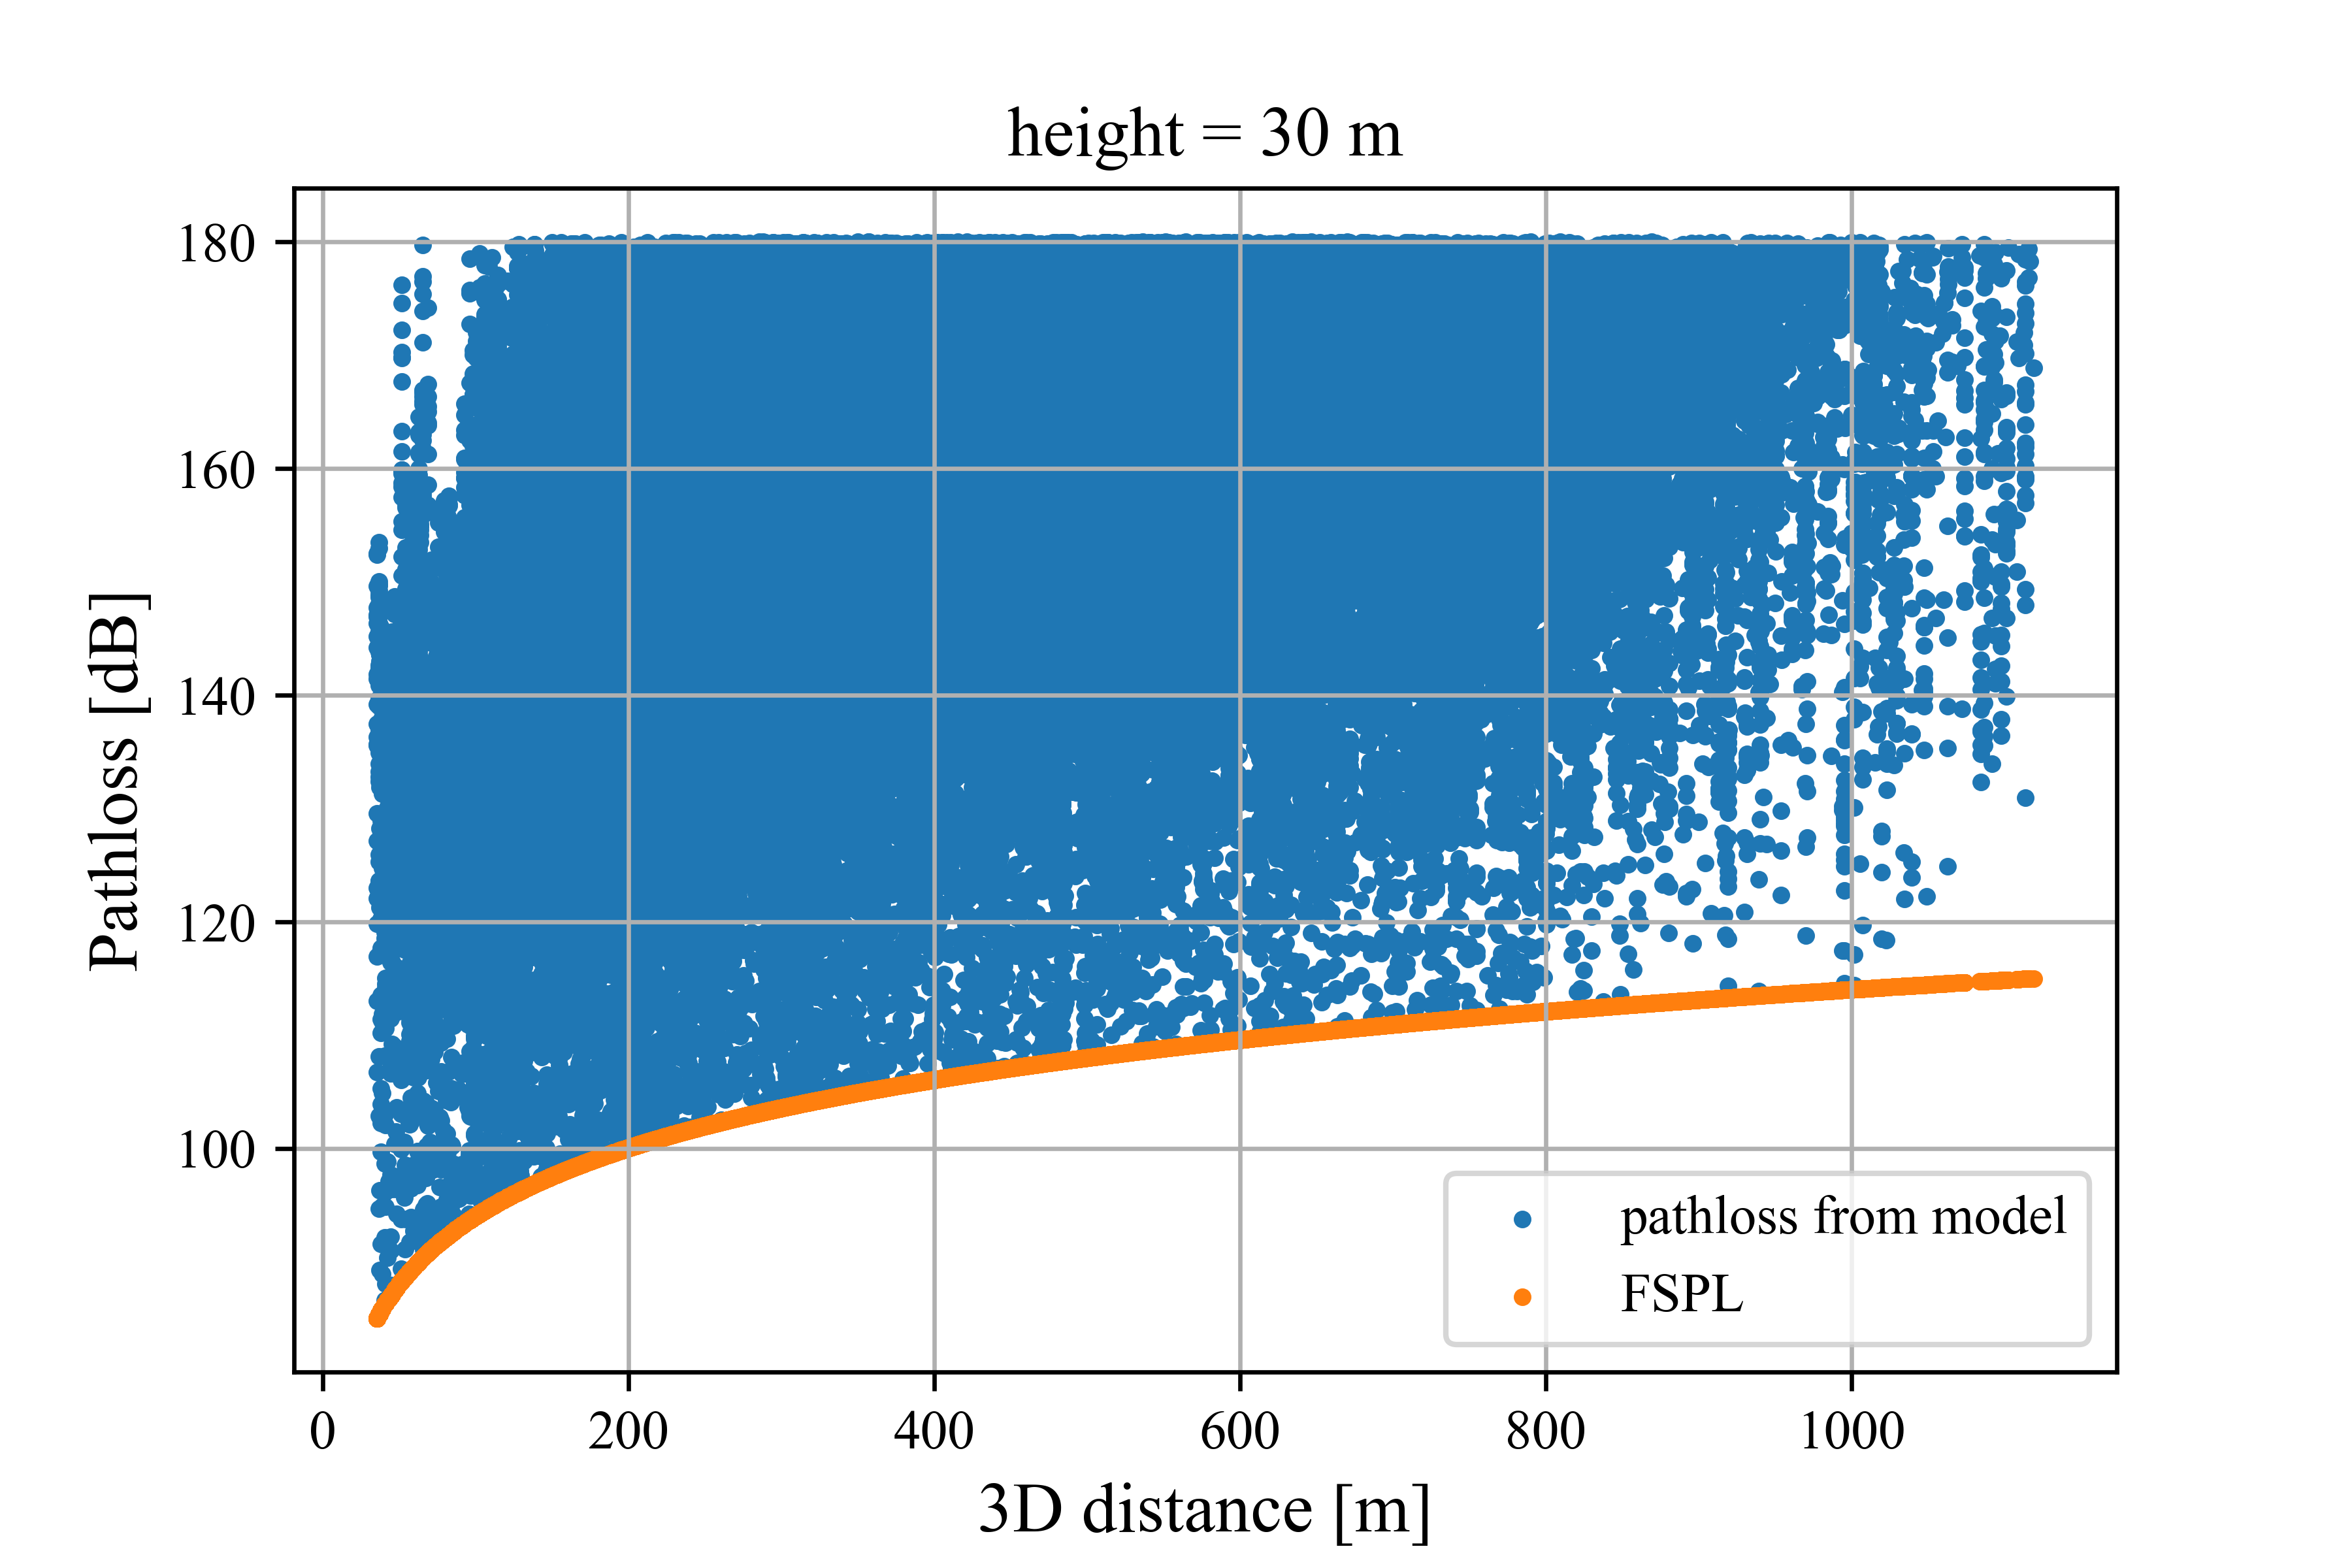 height = 30 m
180
160
140
120
100
Pathloss [dB]
0 200 400 600 800 1000
3D distance [m]
pathloss from model
FSPL